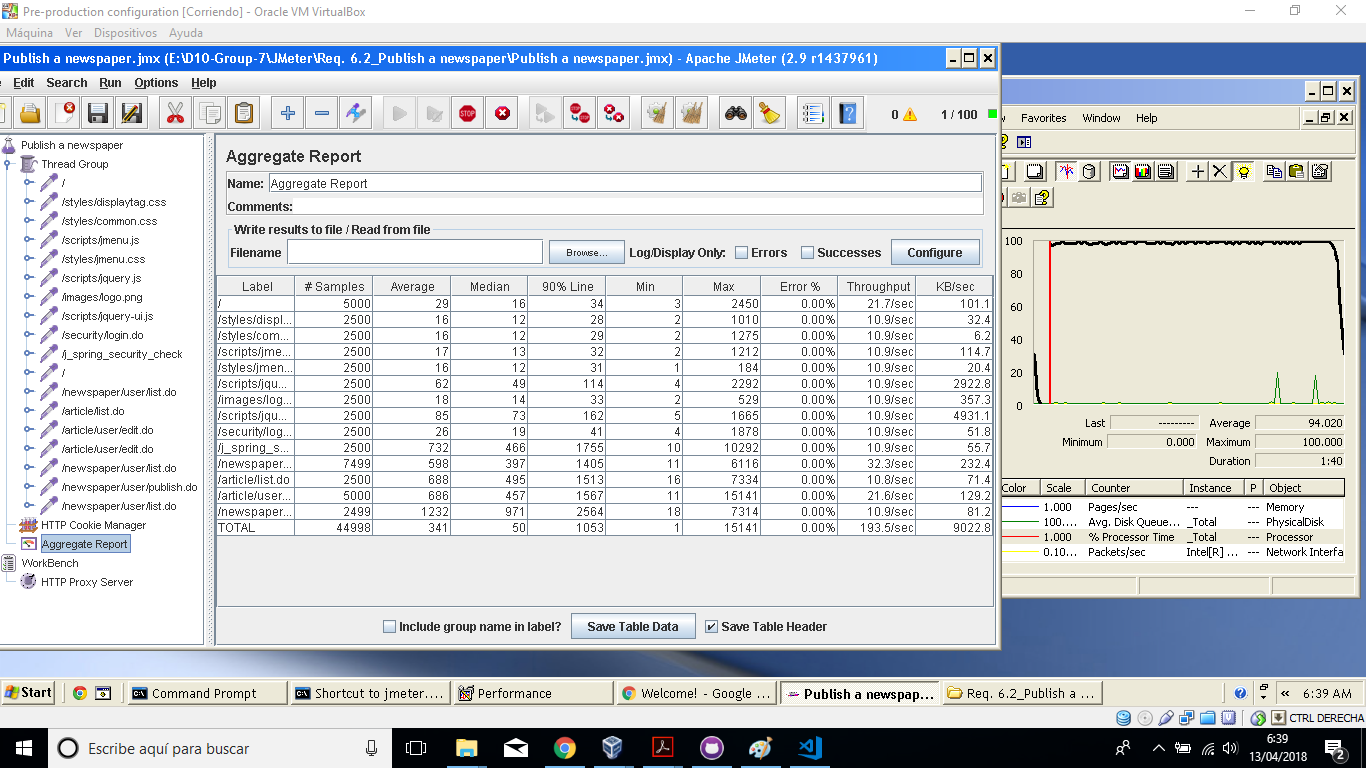 Pre-production configuration [Corriendo] - Oracle VM VirtualBox
Máquina Ver Dispositivos Ayuda
Publish a newspaper.jmx (E:\D10-Group-7\JMeter\Req. 6.2_Publish a newspaper\Publish a newspaper.jmx) - Apache JMeter (2.9 r1437961)
Edit Search Run Options Help
0 1 / 100
Publish a newspaper
Thread Group
/
/styles/displaytag.css
/styles/common.css
/scripts/jmenu.js
/styles/jmenu.css
/scripts/jquery.js
/images/logo.png
/scripts/jquery-ui.js
/security/login.do
/j_spring_security_check
/
/newspaper/user/list.do
/article/list.do
/article/user/edit.do
/article/user/edit.do
/newspaper/user/list.do
/newspaper/user/publish.do
/newspaper/user/list.do
HTTP Cookie Manager
Aggregate Report
WorkBench
HTTP Proxy Server
Aggregate Report
Name: Aggregate Report
Comments:
Write results to file / Read from file
Filename Browse... Log/Display Only: Errors Successes Configure
Label # Samples Average Median 90% Line Min Max Error % Throughput KB/sec
/ 5000 29 16 34 3 2450 0.00% 21.7/sec 101.1
/styles/displ... 2500 16 12 28 2 1010 0.00% 10.9/sec 32.4
/styles/com... 2500 16 12 29 2 1275 0.00% 10.9/sec 6.2
/scripts/jme... 2500 17 13 32 2 1212 0.00% 10.9/sec 114.7
/styles/jmen... 2500 16 12 31 1 184 0.00% 10.9/sec 20.4
/scripts/jqu... 2500 62 49 114 4 2292 0.00% 10.9/sec 2922.8
/images/log... 2500 18 14 33 2 529 0.00% 10.9/sec 357.3
/scripts/jqu... 2500 85 73 162 5 1665 0.00% 10.9/sec 4931.1
/security/log... 2500 26 19 41 4 1878 0.00% 10.9/sec 51.8
/j_spring_s... 2500 732 466 1755 10 10292 0.00% 10.9/sec 55.7
/newspaper... 7499 598 397 1405 11 6116 0.00% 32.3/sec 232.4
/article/list.do 2500 688 495 1513 16 7334 0.00% 10.8/sec 71.4
/article/user... 5000 686 457 1567 11 15141 0.00% 21.6/sec 129.2
/newspaper... 2499 1232 971 2564 18 7314 0.00% 10.8/sec 81.2
TOTAL 44998 341 50 1053 1 15141 0.00% 193.5/sec 9022.8
Include group name in label? Save Table Data Save Table Header
Favorites Window Help
100
80
60
40
20
0
Last --------- Average 94.020
Minimum 0.000 Maximum 100.000
Duration 1:40
Color Scale Counter Instance P Object
1.000 Pages/sec --- --- Memory
100.... Avg. Disk Queue... _Total --- PhysicalDisk
1.000 % Processor Time _Total --- Processor
0.10... Packets/sec Intel[R] ... --- Network Interfa
Start Command Prompt Shortcut to jmeter.... Performance Welcome! - Google ... Publish a newspap... Req. 6.2_Publish a ... « 6:39 AM
CTRL DERECHA
Escribe aquí para buscar
6:39
13/04/2018
2